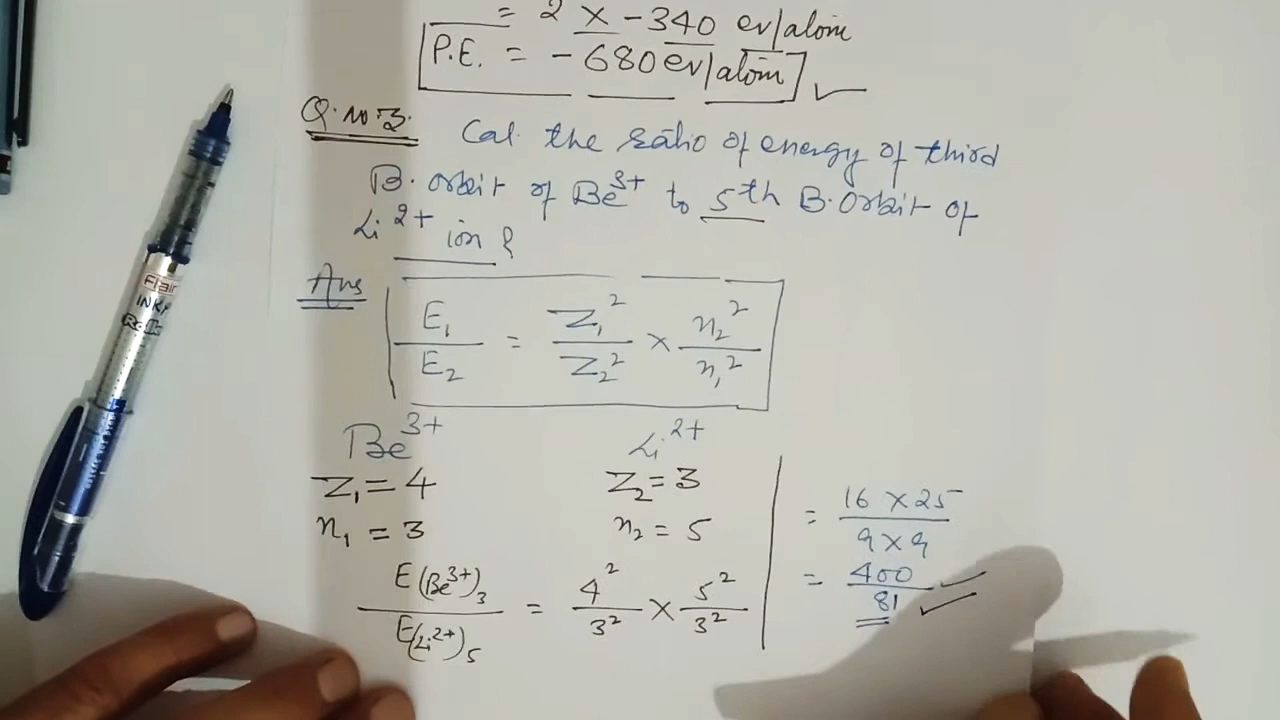 = 2 x -340 ev/atom
P.E. = -680 ev/atom
Q.no.3.
Cal. the ratio of energy of third
B.orbit of Be³⁺ to 5th B.Orbit of
Li²⁺ ion ?
Ans
E₁/E₂ = Z₁²/Z₂² × n₂²/n₁²
Be³⁺ Li²⁺
Z₁=4 Z₂=3
n₁ = 3 n₂ = 5
E(Be³⁺)₃/E(Li²⁺)₅ = 4²/3² × 5²/3²
= 16 × 25/9 × 9
= 400/81
Flair
INKY